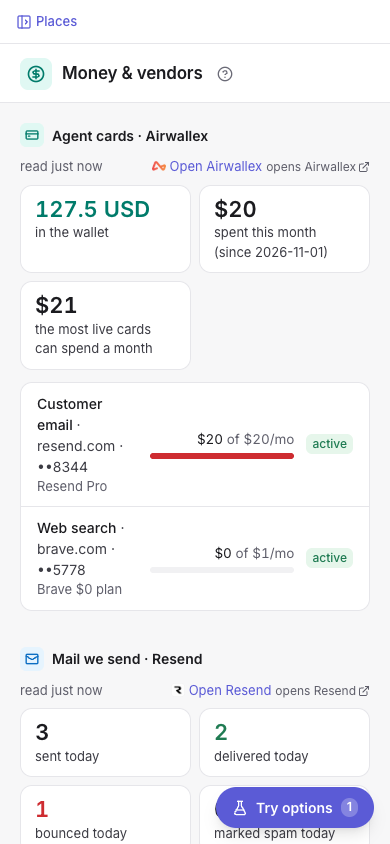 Places
Money & vendors
Agent cards · Airwallex
read just now
Open Airwallex opens Airwallex
127.5 USD
in the wallet
$20
spent this month
(since 2026-11-01)
$21
the most live cards
can spend a month
Customer
email ·
resend.com ·
••8344
Resend Pro
$20 of $20/mo
active
Web search ·
brave.com ·
••5778
Brave $0 plan
$0 of $1/mo
active
Mail we send · Resend
read just now
Open Resend opens Resend
3
sent today
2
delivered today
1
bounced today
marked spam today
Try options 1